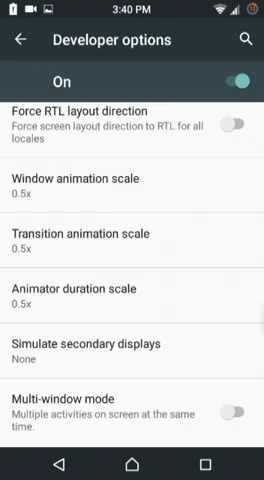 3:40 PM
Developer options
On
Force RTL layout direction
Force screen layout direction to RTL for all
locales
Window animation scale
0.5x
Transition animation scale
0.5x
Animator duration scale
0.5x
Simulate secondary displays
None
Multi-window mode
Multiple activities on screen at the same
time.